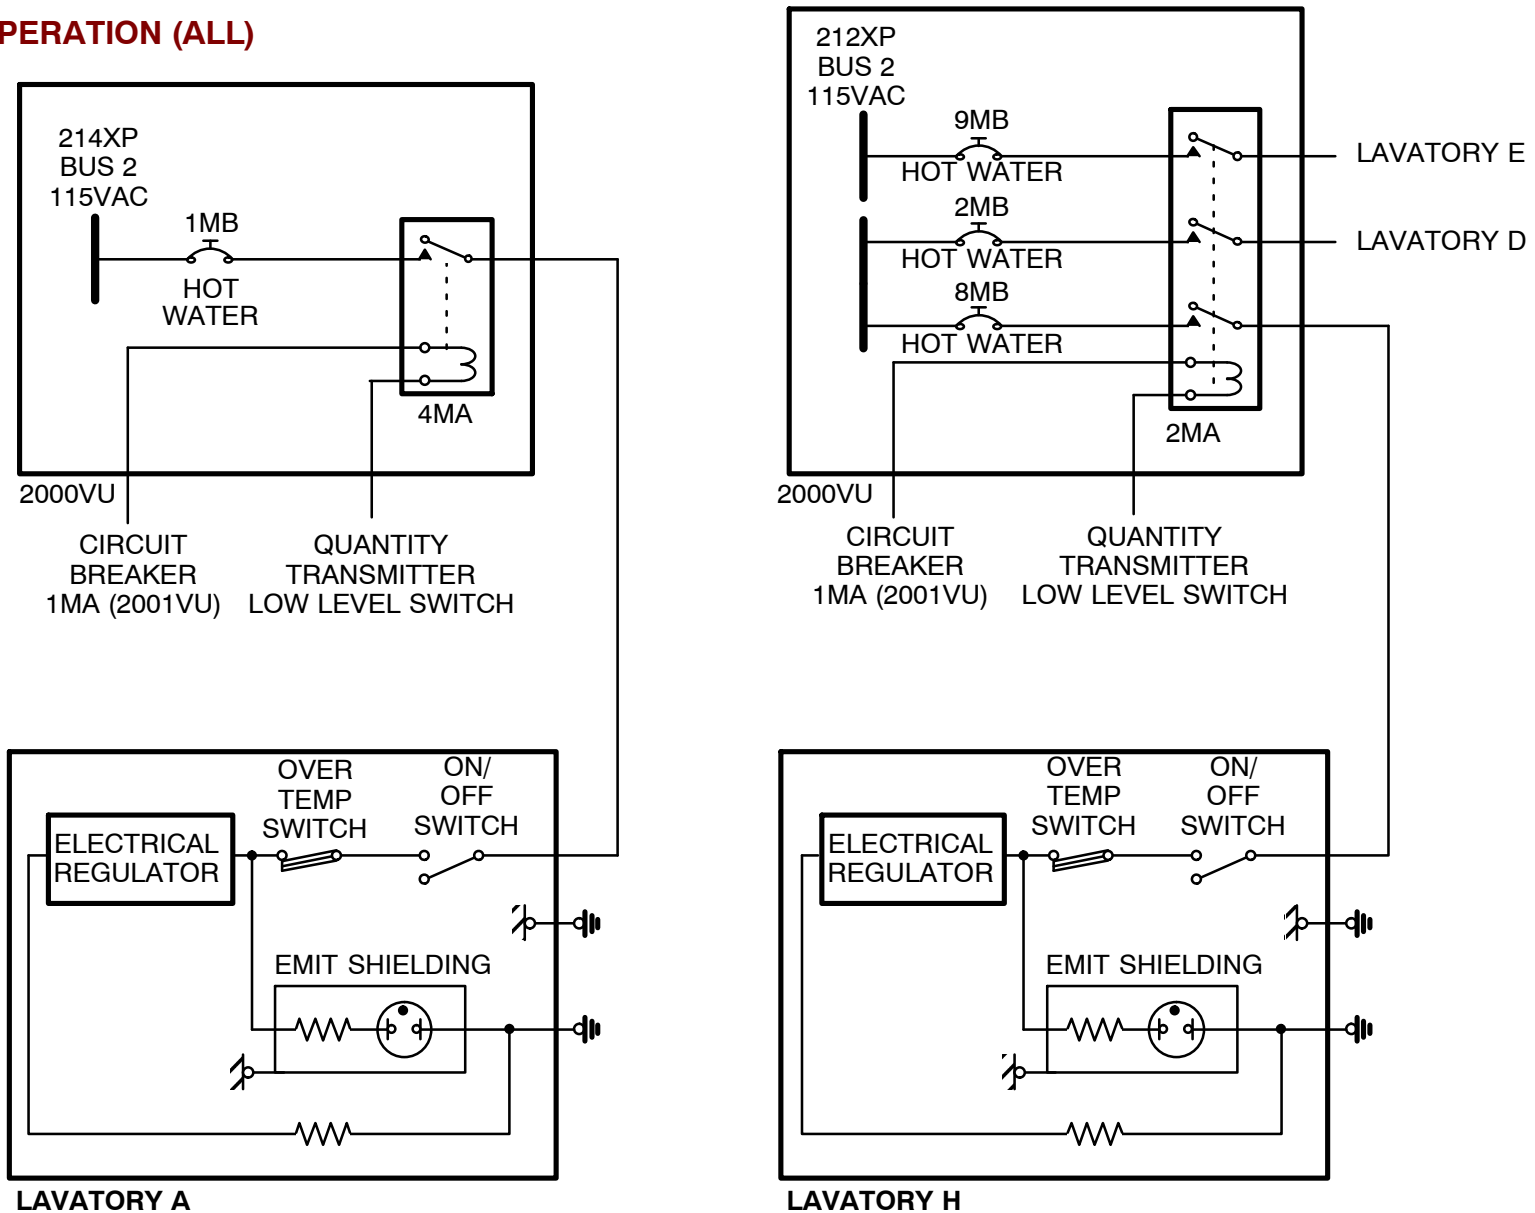 PERATION (ALL)
214XP
BUS 2
115VAC
1MB
HOT
WATER
4MA
2000VU
CIRCUIT
BREAKER
1MA (2001VU)
QUANTITY
TRANSMITTER
LOW LEVEL SWITCH
212XP
BUS 2
115VAC
9MB
HOT WATER
LAVATORY E
2MB
HOT WATER
LAVATORY D
8MB
HOT WATER
2MA
2000VU
CIRCUIT
BREAKER
1MA (2001VU)
QUANTITY
TRANSMITTER
LOW LEVEL SWITCH
OVER
TEMP
SWITCH
ON/
OFF
SWITCH
ELECTRICAL
REGULATOR
EMIT SHIELDING
LAVATORY A
OVER
TEMP
SWITCH
ON/
OFF
SWITCH
ELECTRICAL
REGULATOR
EMIT SHIELDING
LAVATORY H